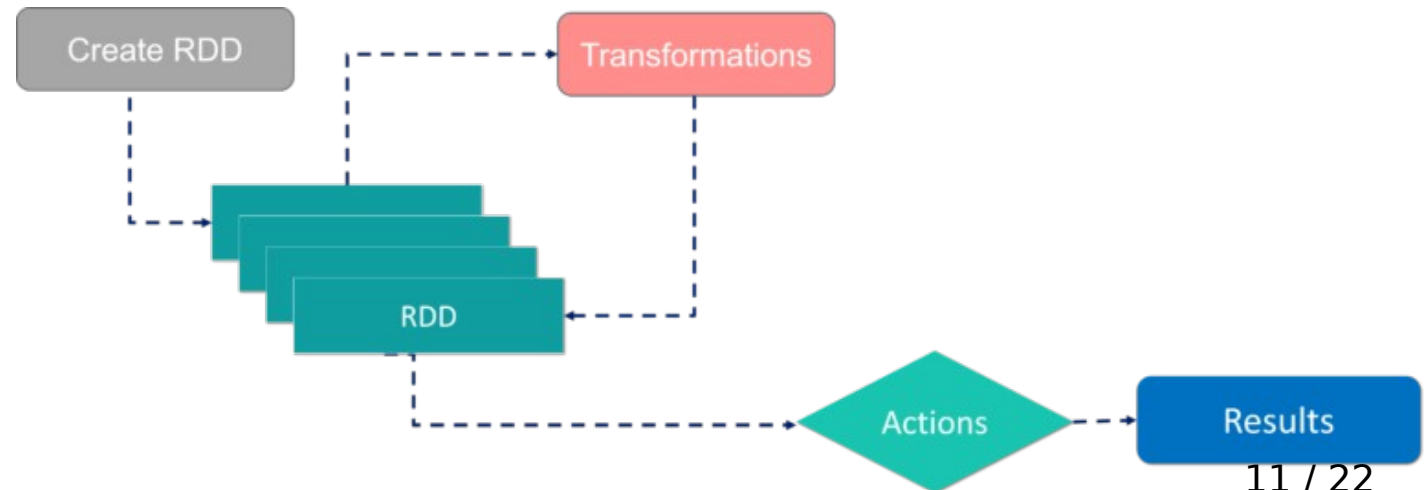 Create RDD
Transformations
RDD
Actions
Results
11 / 22